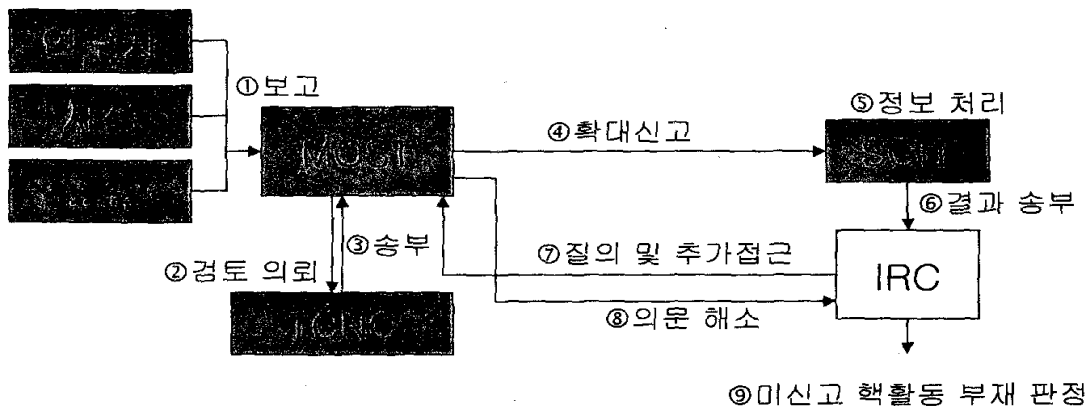 ①보고
MOST
④확대신고
⑤정보 처리
⑥결과 송부
②검토 의뢰
③송부
TCNC
⑦질의 및 추가접근
IRC
⑧의문 해소
⑨미신고 핵활동 부재 판정